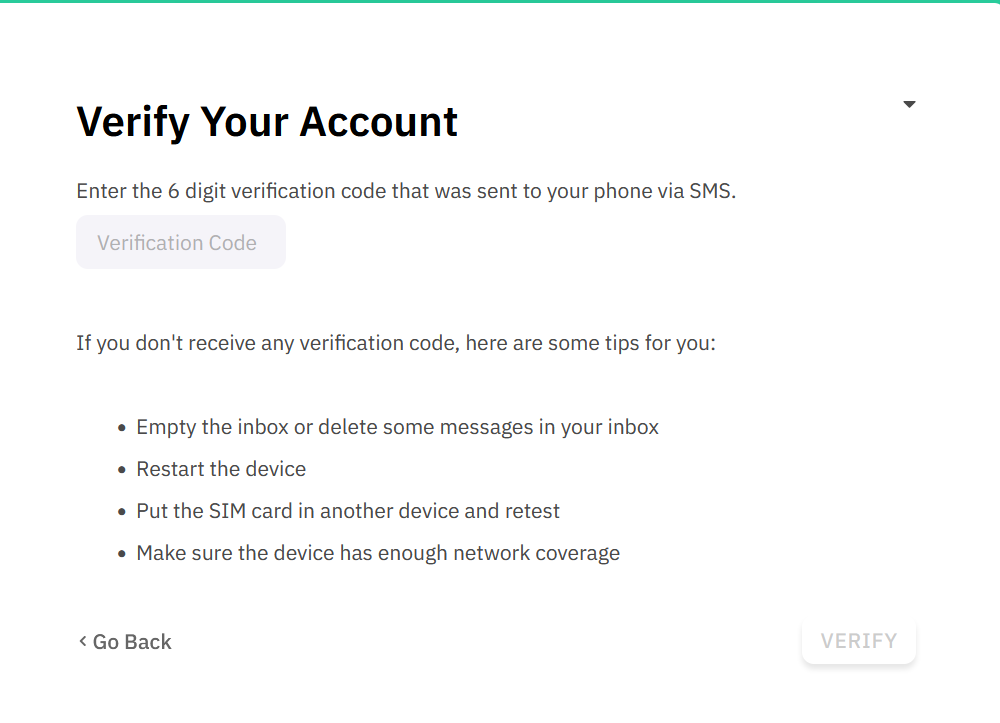 Verify Your Account
Enter the 6 digit verification code that was sent to your phone via SMS.
Verification Code
If you don't receive any verification code, here are some tips for you:
• Empty the inbox or delete some messages in your inbox
• Restart the device
• Put the SIM card in another device and retest
• Make sure the device has enough network coverage
< Go Back
VERIFY